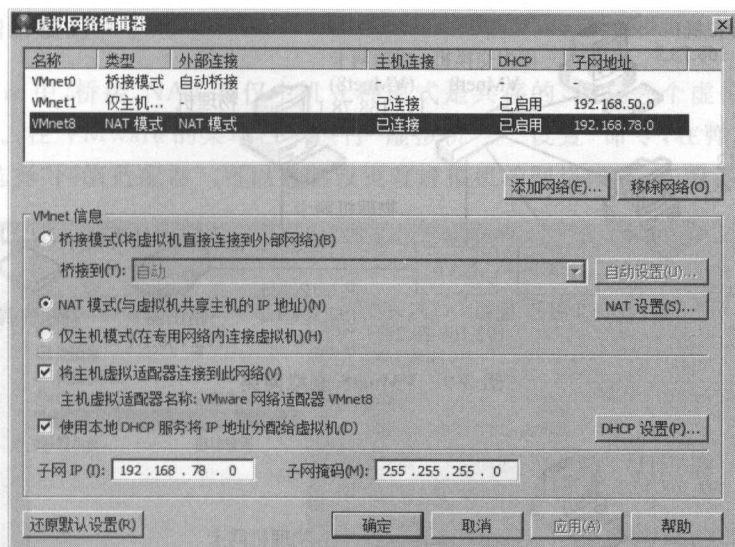 虚拟网络编辑器
名称 类型 外部连接 主机连接 DHCP 子网地址
VMnet0 桥接模式 自动桥接 - - -
VMnet1 仅主机... - 已连接 已启用 192.168.50.0
VMnet8 NAT 模式 NAT 模式 已连接 已启用 192.168.78.0
添加网络(E)... 移除网络(O)
VMnet 信息
桥接模式(将虚拟机直接连接到外部网络)(B)
桥接到(T): 自动 自动设置(U)...
NAT 模式(与虚拟机共享主机的 IP 地址)(N) NAT 设置(S)...
仅主机模式(在专用网络内连接虚拟机)(H)
将主机虚拟适配器连接到此网络(V)
主机虚拟适配器名称: VMware 网络适配器 VMnet8
使用本地 DHCP 服务将 IP 地址分配给虚拟机(D) DHCP 设置(P)...
子网 IP (I): 192 . 168 . 78 . 0 子网掩码(M): 255 . 255 . 255 . 0
还原默认设置(R) 确定 取消 应用(A) 帮助